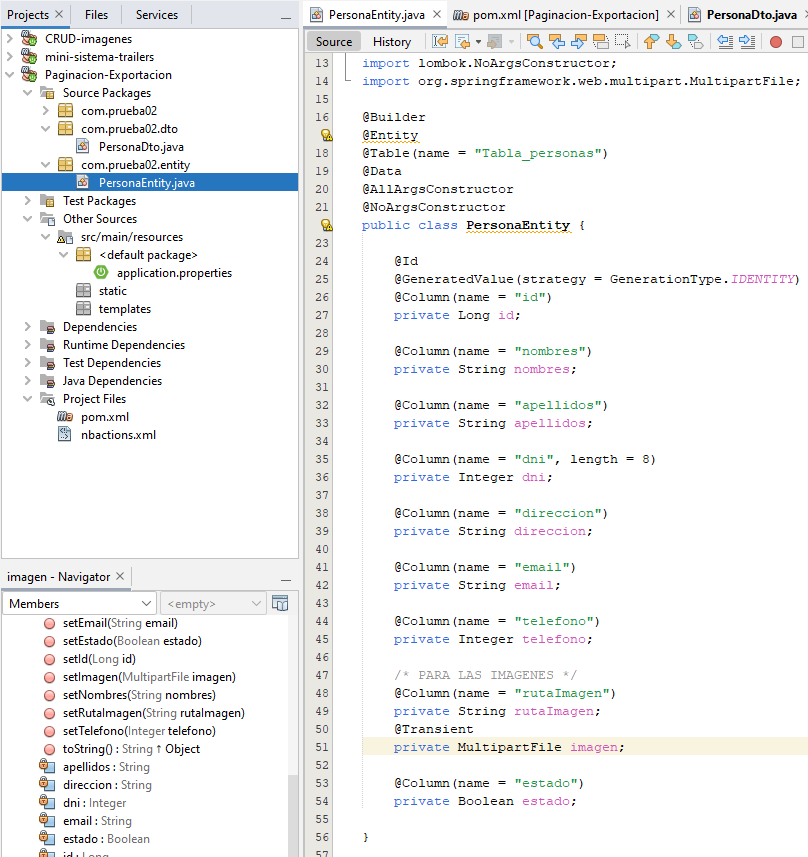 Projects
Files
Services
CRUD-imagenes
mini-sistema-trailers
Paginacion-Exportacion
Source Packages
com.prueba02
com.prueba02.dto
PersonaDto.java
com.prueba02.entity
PersonaEntity.java
Test Packages
Other Sources
src/main/resources
<default package>
application.properties
static
templates
Dependencies
Runtime Dependencies
Test Dependencies
Java Dependencies
Project Files
pom.xml
nbactions.xml
imagen - Navigator
Members
<empty>
setEmail(String email)
setEstado(Boolean estado)
setId(Long id)
setImagen(MultipartFile imagen)
setNombres(String nombres)
setRutaImagen(String rutaImagen)
setTelefono(Integer telefono)
toString() : String ↑ Object
apellidos : String
direccion : String
dni : Integer
email : String
estado : Boolean
id : Long
PersonaEntity.java
pom.xml [Paginacion-Exportacion]
PersonaDto.java
Source
History
13 import lombok.NoArgsConstructor;
14 import org.springframework.web.multipart.MultipartFile;
15
16 @Builder
@Entity
18 @Table(name = "Tabla_personas")
19 @Data
20 @AllArgsConstructor
21 @NoArgsConstructor
public class PersonaEntity {
23
24 @Id
25 @GeneratedValue(strategy = GenerationType.IDENTITY)
26 @Column(name = "id")
27 private Long id;
28
29 @Column(name = "nombres")
30 private String nombres;
31
32 @Column(name = "apellidos")
33 private String apellidos;
34
35 @Column(name = "dni", length = 8)
36 private Integer dni;
37
38 @Column(name = "direccion")
39 private String direccion;
40
41 @Column(name = "email")
42 private String email;
43
44 @Column(name = "telefono")
45 private Integer telefono;
46
47 /* PARA LAS IMAGENES */
48 @Column(name = "rutaImagen")
49 private String rutaImagen;
50 @Transient
51 private MultipartFile imagen;
52
53 @Column(name = "estado")
54 private Boolean estado;
55
56 }
57